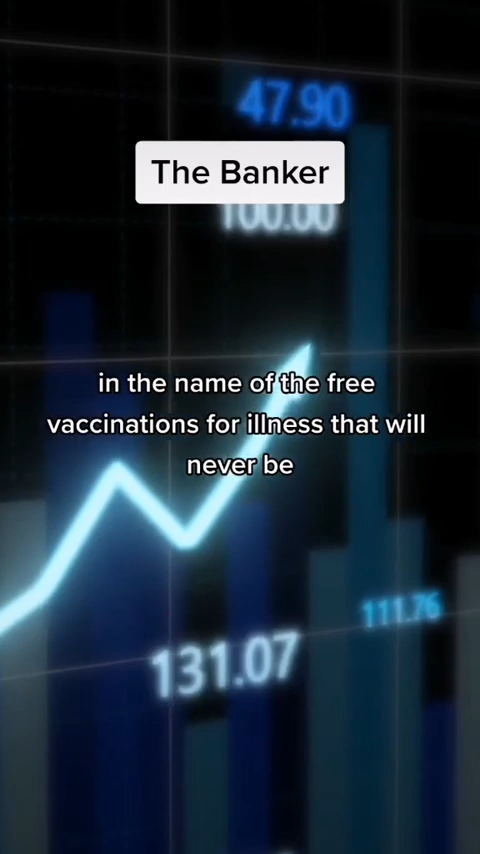 47.90
The Banker
100.00
in the name of the free
vaccinations for illness that will
never be
111.76
131.07